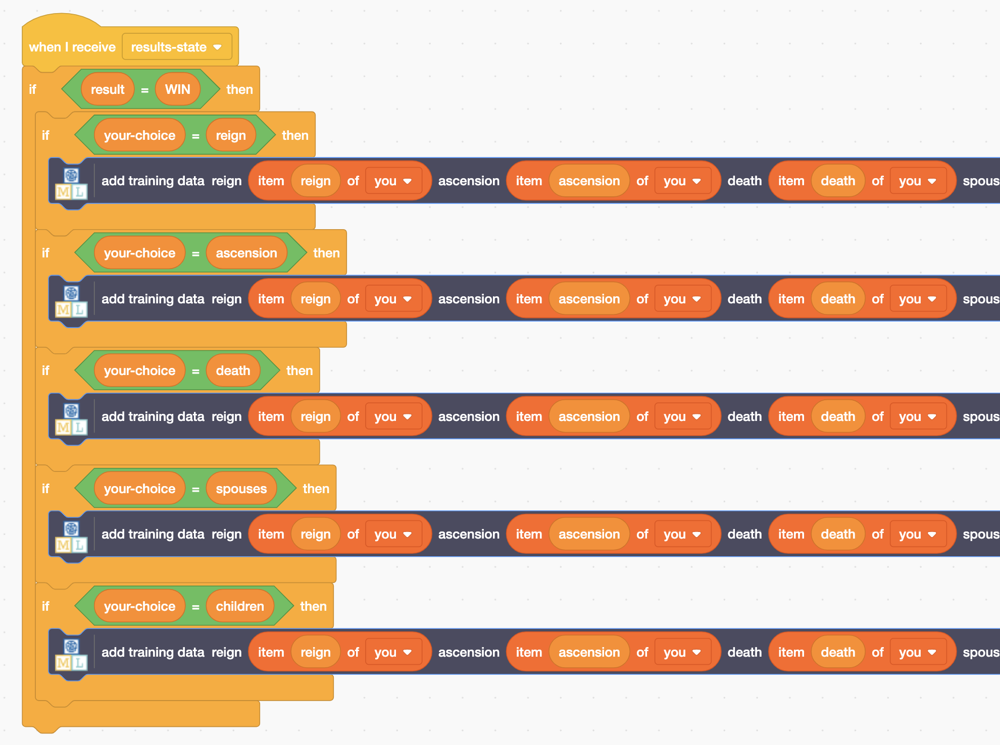 when I receive results-state
if result = WIN then
if your-choice = reign then
M L add training data reign item reign of you ascension item ascension of you death item death of you spous
if your-choice = ascension then
M L add training data reign item reign of you ascension item ascension of you death item death of you spous
if your-choice = death then
M L add training data reign item reign of you ascension item ascension of you death item death of you spous
if your-choice = spouses then
M L add training data reign item reign of you ascension item ascension of you death item death of you spous
if your-choice = children then
M L add training data reign item reign of you ascension item ascension of you death item death of you spous